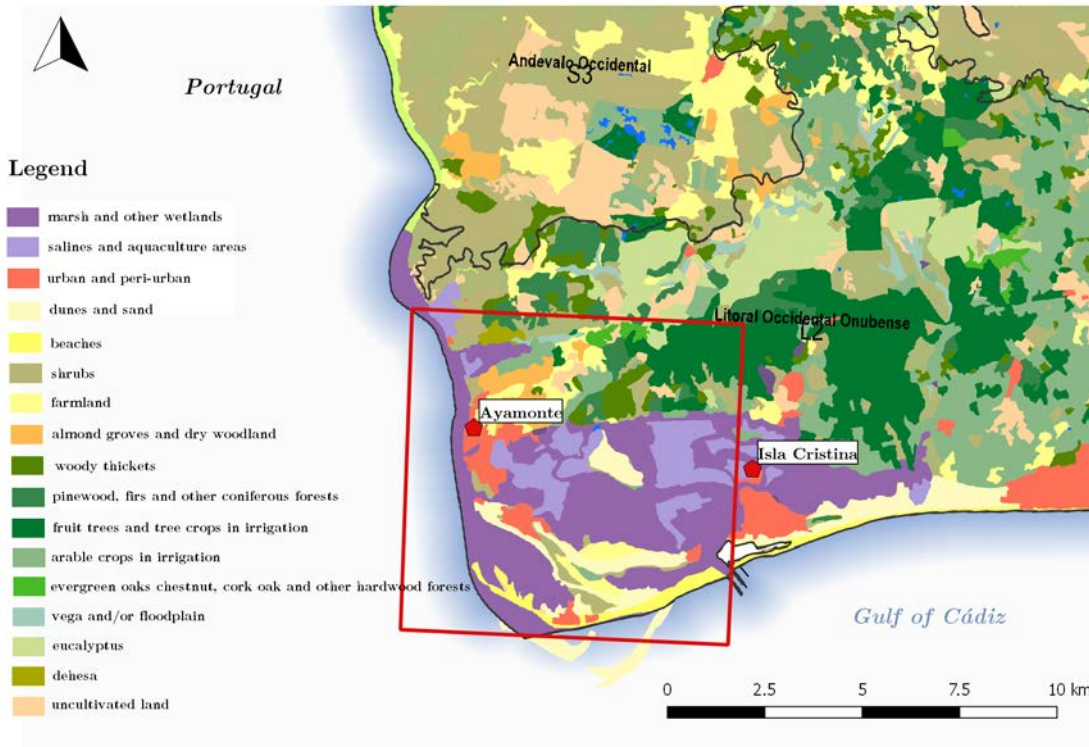 Portugal
Andevalo Occidental
S3
Legend
marsh and other wetlands
salines and aquaculture areas
urban and peri-urban
dunes and sand
beaches
shrubs
farmland
almond groves and dry woodland
woody thickets
pinewood, firs and other coniferous forests
fruit trees and tree crops in irrigation
arable crops in irrigation
evergreen oaks chestnut, cork oak and other hardwood forests
vega and/or floodplain
eucalyptus
dehesa
uncultivated land
Litoral Occidental Onubense
L2
Ayamonte
Isla Cristina
Gulf of Cádiz
0 2.5 5 7.5 10 km